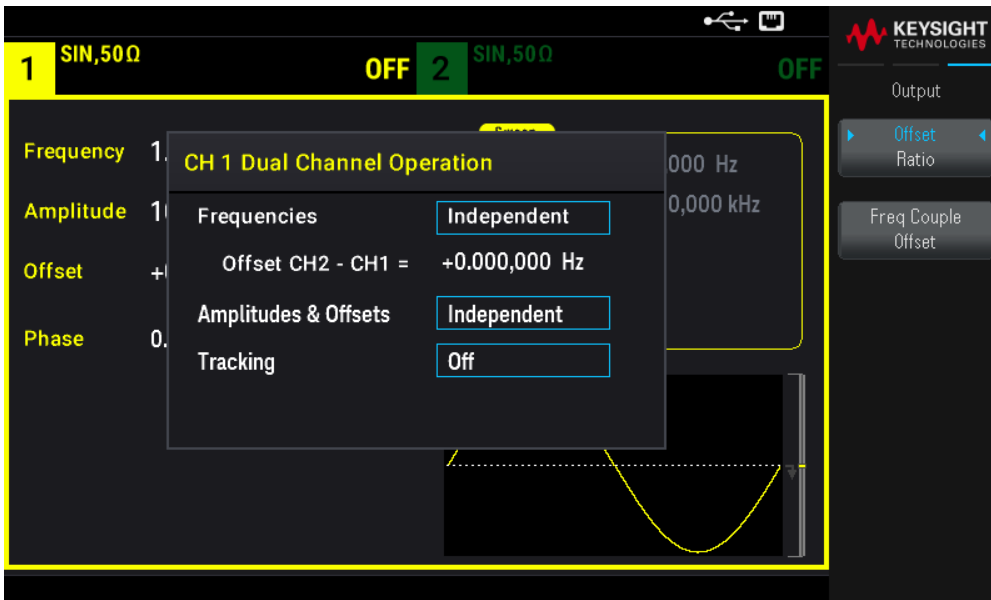 1 SIN,50Ω OFF 2 SIN,50Ω OFF
KEYSIGHT
TECHNOLOGIES
Output
Offset
Ratio
Freq Couple
Offset
Frequency 1.
Amplitude
Offset
Phase 0.
000 Hz
0,000 kHz
CH 1 Dual Channel Operation
Frequencies Independent
Offset CH2 - CH1 = +0.000,000 Hz
Amplitudes & Offsets Independent
Tracking Off